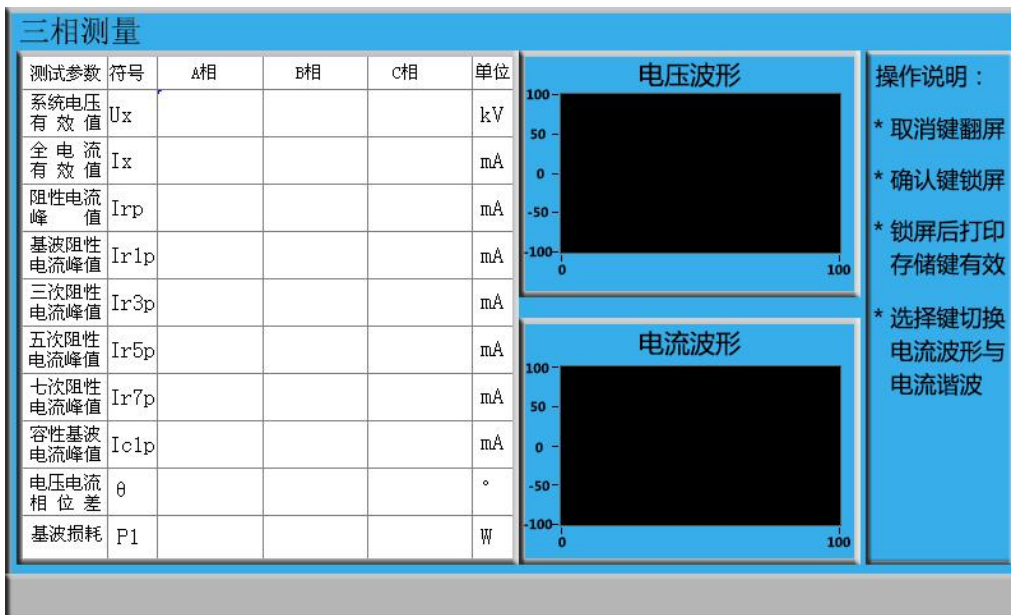 三相测量
测试参数 符号 A相 B相 C相 单位
系统电压
有 效 值 Ux kV
全 电 流
有 效 值 Ix mA
阻性电流
峰 值 Irp mA
基波阻性
电流峰值 Ir1p mA
三次阻性
电流峰值 Ir3p mA
五次阻性
电流峰值 Ir5p mA
七次阻性
电流峰值 Ir7p mA
容性基波
电流峰值 Ic1p mA
电压电流
相 位 差 θ °
基波损耗 P1 W
电压波形
100
50
0
-50
-100
0 100
电流波形
100
50
0
-50
-100
0 100
操作说明：
* 取消键翻屏
* 确认键锁屏
* 锁屏后打印
存储键有效
* 选择键切换
电流波形与
电流谐波